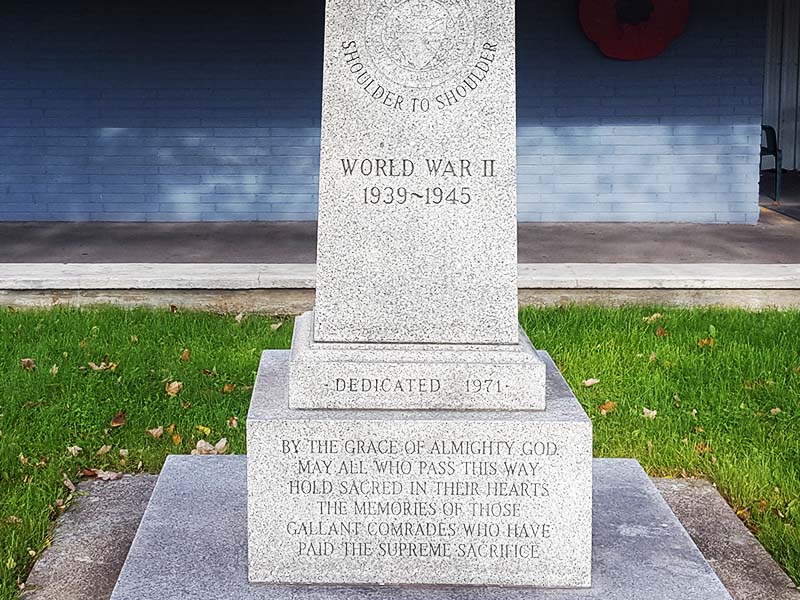 SHOULDER TO SHOULDER
WORLD WAR II
1939~1945
·DEDICATED 1971·
BY THE GRACE OF ALMIGHTY GOD,
MAY ALL WHO PASS THIS WAY
HOLD SACRED IN THEIR HEARTS
THE MEMORIES OF THOSE
GALLANT COMRADES WHO HAVE
PAID THE SUPREME SACRIFICE